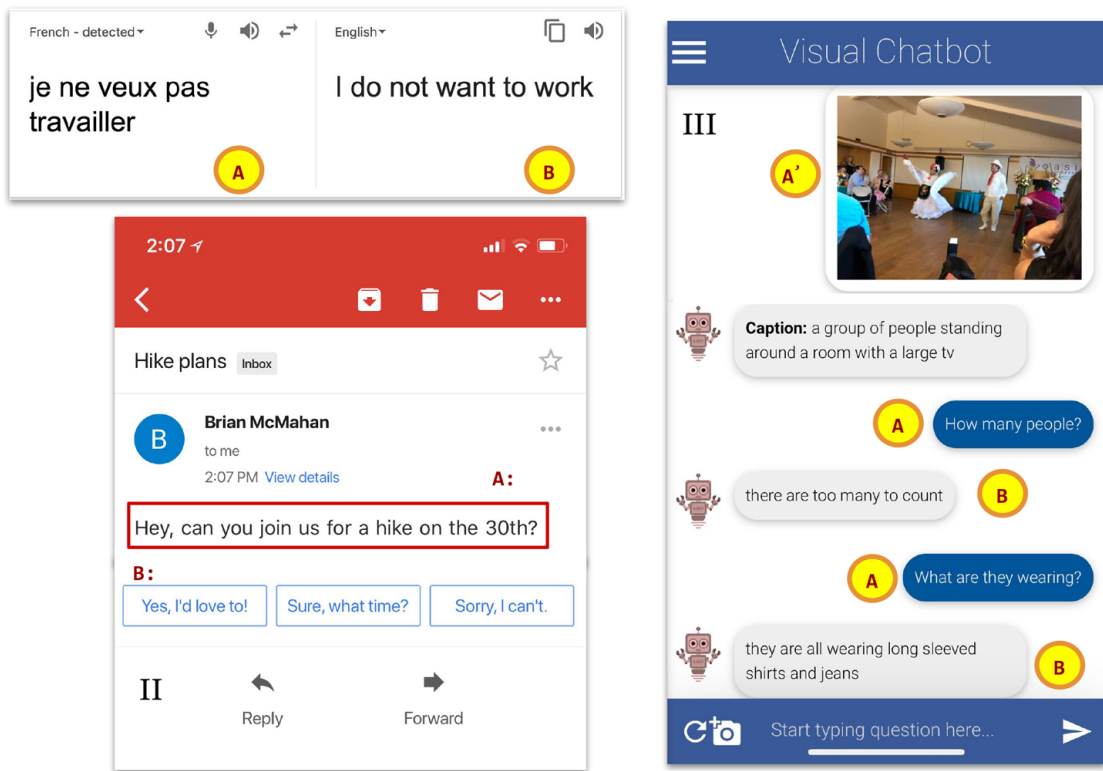 French - detected
English
je ne veux pas
travailler
I do not want to work
A
B
2:07
Hike plans Inbox
B
Brian McMahan
to me
2:07 PM View details
A:
Hey, can you join us for a hike on the 30th?
B:
Yes, I'd love to!
Sure, what time?
Sorry, I can't.
II
Reply
Forward
Visual Chatbot
III
A’
oasi
Caption: a group of people standing
around a room with a large tv
A
How many people?
there are too many to count
B
A
What are they wearing?
they are all wearing long sleeved
shirts and jeans
B
Start typing question here...